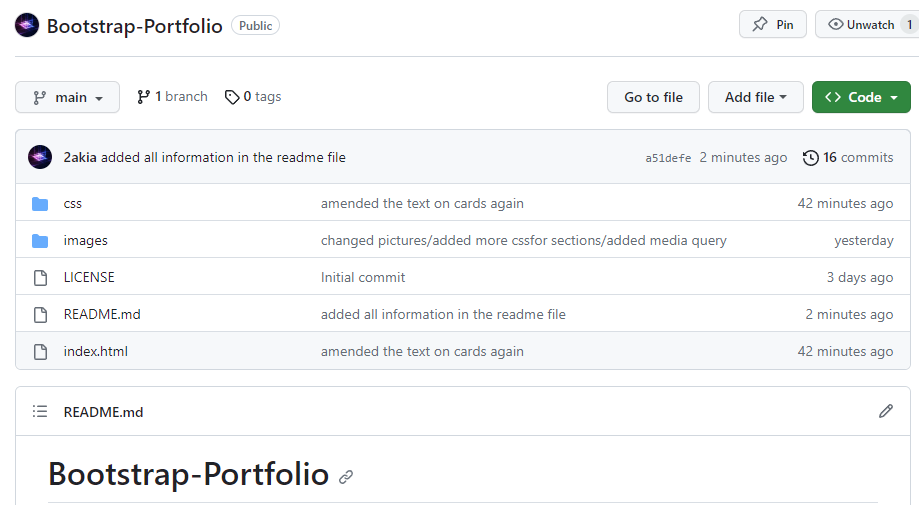 Bootstrap-Portfolio Public Pin Unwatch 1
main 1 branch 0 tags Go to file Add file Code
2akia added all information in the readme file a51defe 2 minutes ago 16 commits
css amended the text on cards again 42 minutes ago
images changed pictures/added more cssfor sections/added media query yesterday
LICENSE Initial commit 3 days ago
README.md added all information in the readme file 2 minutes ago
index.html amended the text on cards again 42 minutes ago
README.md
Bootstrap-Portfolio